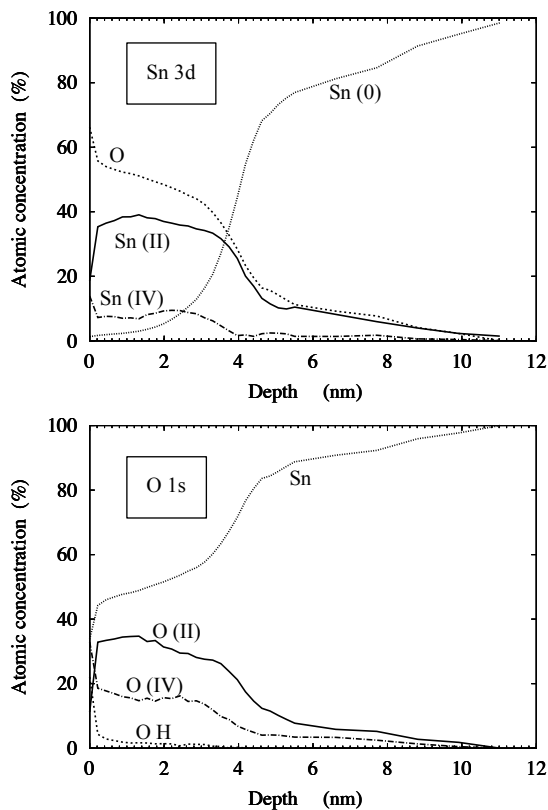 100
80
60
40
20
0
Atomic concentration (%)
Sn 3d
O
Sn (0)
Sn (II)
Sn (IV)
0 2 4 6 8 10 12
Depth (nm)
100
80
60
40
20
0
Atomic concentration (%)
O 1s
Sn
O (II)
O (IV)
O H
0 2 4 6 8 10 12
Depth (nm)